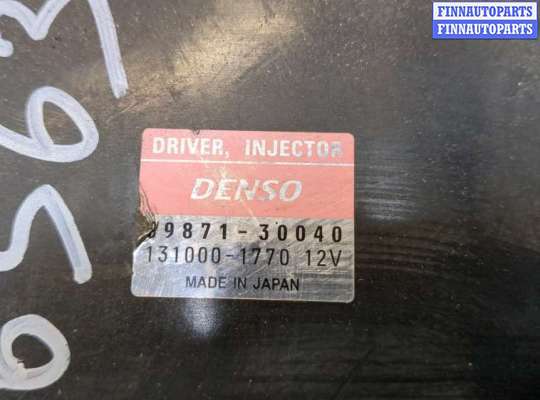 FINNAUTOPARTS
FINNAUTOPARTS
DRIVER, INJECTOR
DENSO
89871-30040
131000-1770 12V
MADE IN JAPAN